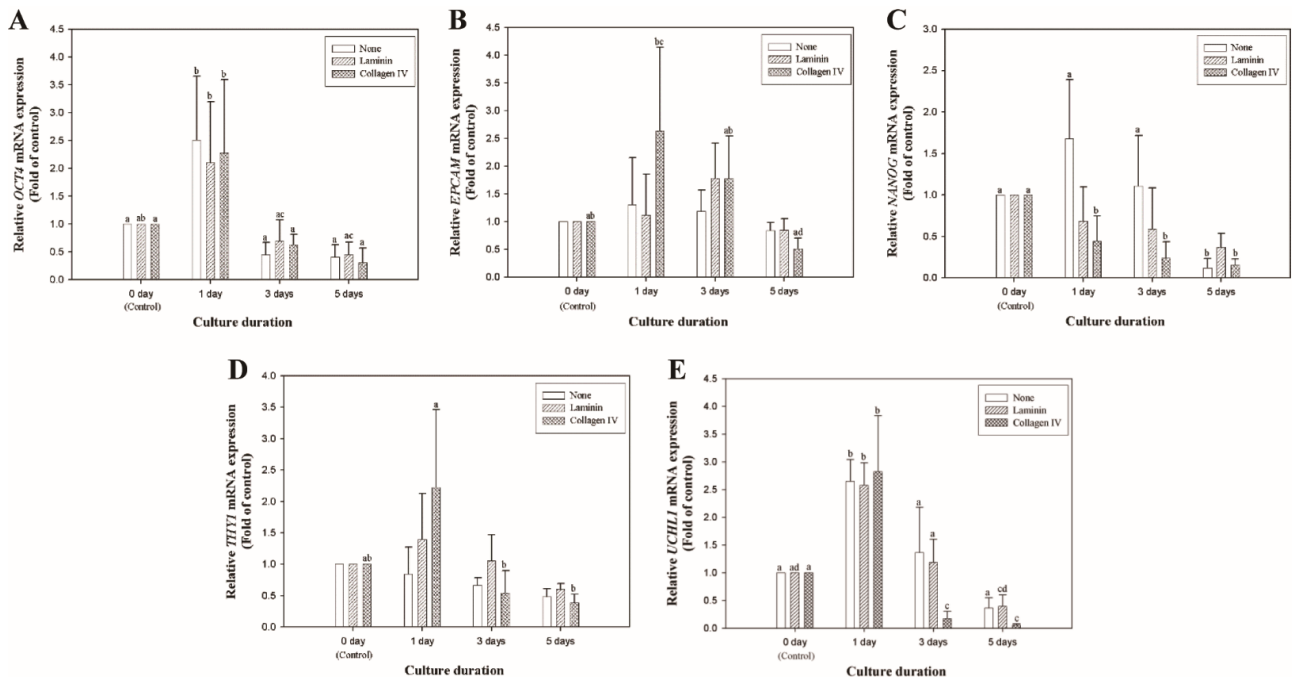 A
Relative OCT4 mRNA expression
(Fold of control)
4.5
4.0
3.5
3.0
2.5
2.0
1.5
1.0
0.5
0.0
None
Laminin
Collagen IV
a ab a
b b b
a ac a
a ac a
0 day 1 day 3 days 5 days
(Control)
Culture duration
B
Relative EPCAM mRNA expression
(Fold of control)
4.5
4.0
3.5
3.0
2.5
2.0
1.5
1.0
0.5
0.0
None
Laminin
Collagen IV
ab
bc
ab
ad
0 day 1 day 3 days 5 days
(Control)
Culture duration
C
Relative NANOG mRNA expression
(Fold of control)
3.0
2.5
2.0
1.5
1.0
0.5
0.0
None
Laminin
Collagen IV
a a
a b
a b
b b
0 day 1 day 3 days 5 days
(Control)
Culture duration
D
Relative THY1 mRNA expression
(Fold of control)
4.0
3.5
3.0
2.5
2.0
1.5
1.0
0.5
0.0
None
Laminin
Collagen IV
ab
a
b
b
0 day 1 day 3 days 5 days
(Control)
Culture duration
E
Relative UCHL1 mRNA expression
(Fold of control)
4.5
4.0
3.5
3.0
2.5
2.0
1.5
1.0
0.5
0.0
None
Laminin
Collagen IV
a ad a
b b b
a a c
a cd c
0 day 1 day 3 days 5 days
(Control)
Culture duration